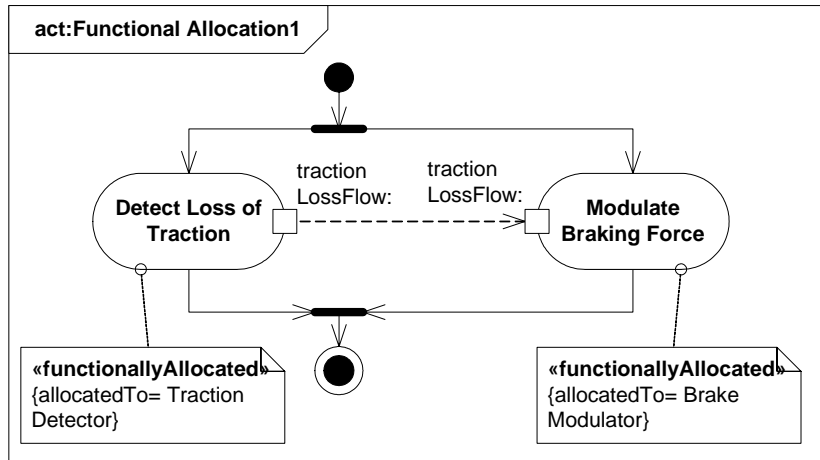 act:Functional Allocation1
traction
LossFlow:
traction
LossFlow:
Detect Loss of
Traction
Modulate
Braking Force
«functionallyAllocated»
{allocatedTo= Traction
Detector}
«functionallyAllocated»
{allocatedTo= Brake
Modulator}